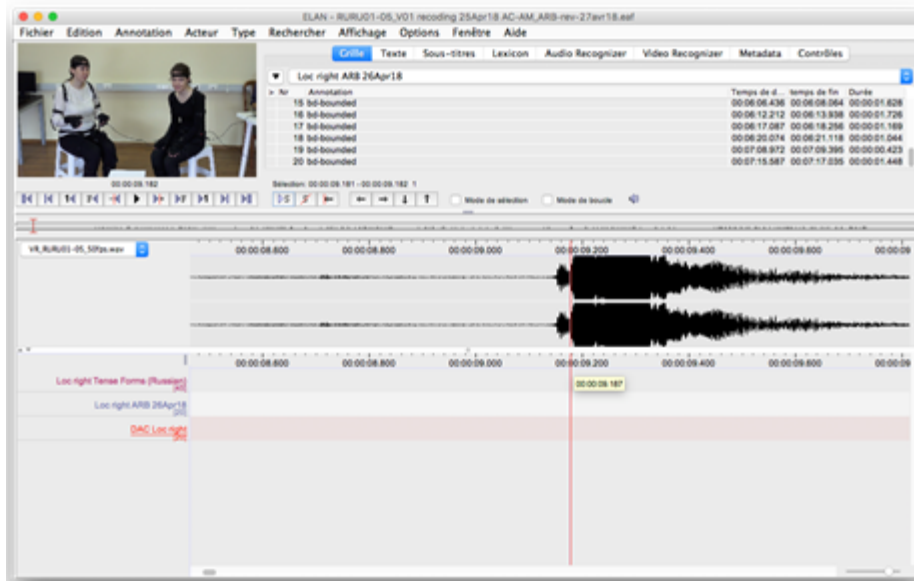 ELAN - RURU01-05_V01 recoding 25Apr18 AC-AM_ARB-rev-27avr18.eaf
Fichier Edition Annotation Acteur Type Rechercher Affichage Options Fenêtre Aide
Grille Texte Sous-titres Lexicon Audio Recognizer Video Recognizer Metadata Contrôles
Loc right ARB 26Apr18
> Nr Annotation Temps de d... temps de fin Durée
15 bd-bounded 00:06:06.436 00:06:08.064 00:00:01.628
16 bd-bounded 00:06:12.212 00:06:13.938 00:00:01.726
17 bd-bounded 00:06:17.087 00:06:18.256 00:00:01.169
18 bd-bounded 00:06:20.074 00:06:21.118 00:00:01.044
19 bd-bounded 00:07:08.972 00:07:09.395 00:00:00.423
20 bd-bounded 00:07:15.587 00:07:17.035 00:00:01.448
00:00:09.182
Sélection: 00:00:09.181 - 00:00:09.182 1
Mode de sélection Mode de boucle
VR_RURU01-05_50fps.wav
00:00:08.600 00:00:08.800 00:00:09.000 00:00:09.200 00:00:09.400 00:00:09.600 00:00:09
00:00:08.600 00:00:08.800 00:00:09.000 00:00:09.200 00:00:09.400 00:00:09.600 00:00:09
00:00:09.187
Loc right Tense Forms (Russian)
Loc right ARB 26Apr18
DAC Loc right